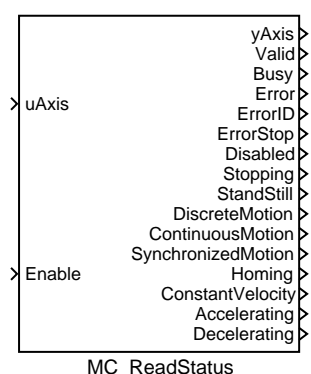 yAxis
Valid
Busy
Error
uAxis
ErrorID
ErrorStop
Disabled
Stopping
StandStill
DiscreteMotion
ContinuousMotion
SynchronizedMotion
Enable
Homing
ConstantVelocity
Accelerating
Decelerating
MC_ReadStatus